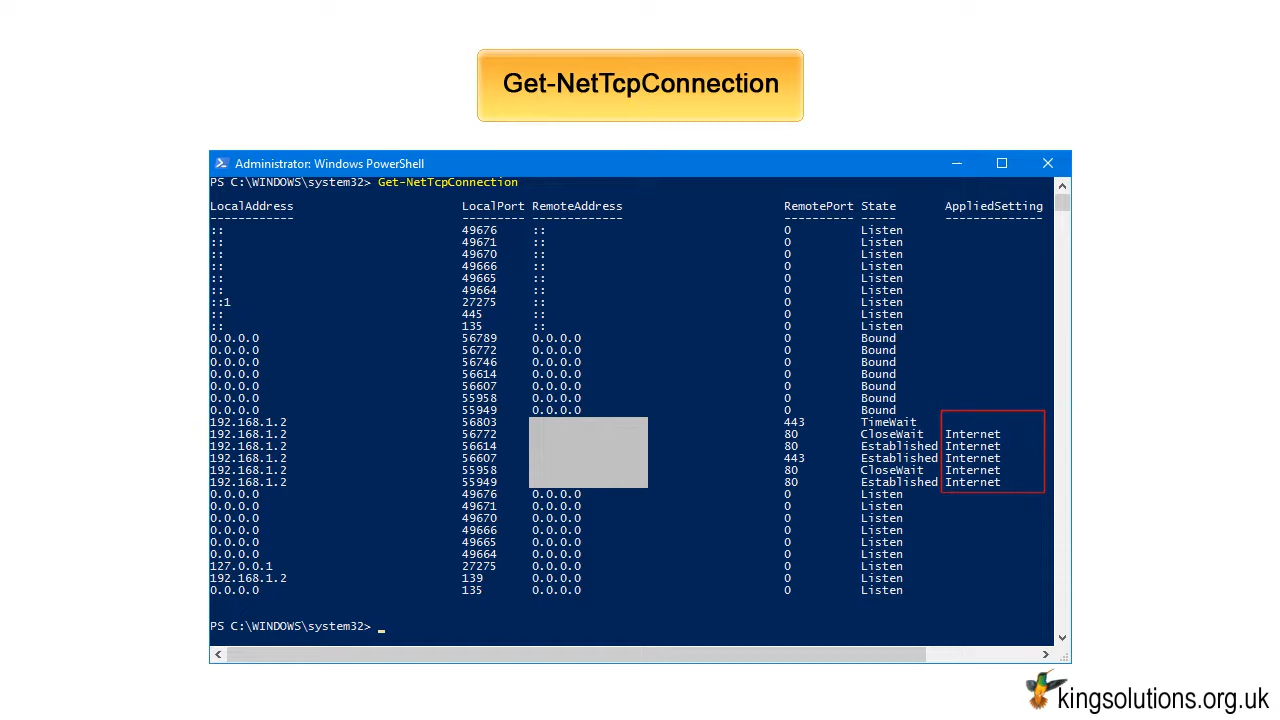 Get-NetTcpConnection
Administrator: Windows PowerShell
PS C:\WINDOWS\system32> Get-NetTcpConnection
LocalAddress LocalPort RemoteAddress RemotePort State AppliedSetting
------------ --------- ------------- ---------- ----- --------------
:: 49676 :: 0 Listen
:: 49671 :: 0 Listen
:: 49670 :: 0 Listen
:: 49666 :: 0 Listen
:: 49665 :: 0 Listen
:: 49664 :: 0 Listen
::1 27275 :: 0 Listen
:: 445 :: 0 Listen
:: 135 :: 0 Listen
0.0.0.0 56789 0.0.0.0 0 Bound
0.0.0.0 56772 0.0.0.0 0 Bound
0.0.0.0 56746 0.0.0.0 0 Bound
0.0.0.0 56614 0.0.0.0 0 Bound
0.0.0.0 56607 0.0.0.0 0 Bound
0.0.0.0 55958 0.0.0.0 0 Bound
0.0.0.0 55949 0.0.0.0 0 Bound
192.168.1.2 56803 443 TimeWait
192.168.1.2 56772 80 CloseWait Internet
192.168.1.2 56614 80 Established Internet
192.168.1.2 56607 443 Established Internet
192.168.1.2 55958 80 CloseWait Internet
192.168.1.2 55949 80 Established Internet
0.0.0.0 49676 0.0.0.0 0 Listen
0.0.0.0 49671 0.0.0.0 0 Listen
0.0.0.0 49670 0.0.0.0 0 Listen
0.0.0.0 49666 0.0.0.0 0 Listen
0.0.0.0 49665 0.0.0.0 0 Listen
0.0.0.0 49664 0.0.0.0 0 Listen
127.0.0.1 27275 0.0.0.0 0 Listen
192.168.1.2 139 0.0.0.0 0 Listen
0.0.0.0 135 0.0.0.0 0 Listen
PS C:\WINDOWS\system32> _
kingsolutions.org.uk